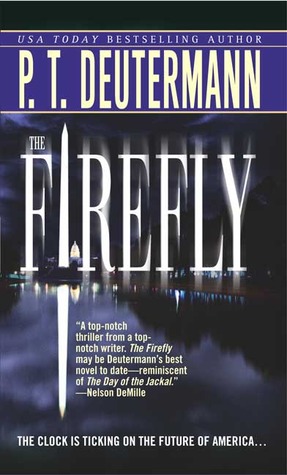 USA TODAY BESTSELLING AUTHOR
P. T. DEUTERMANN
THE
FIREFLY
"A top-notch
thriller from a top-
notch writer. The Firefly
may be Deutermann's best
novel to date—reminiscent
of The Day of the Jackal."
—Nelson DeMille
THE CLOCK IS TICKING ON THE FUTURE OF AMERICA...